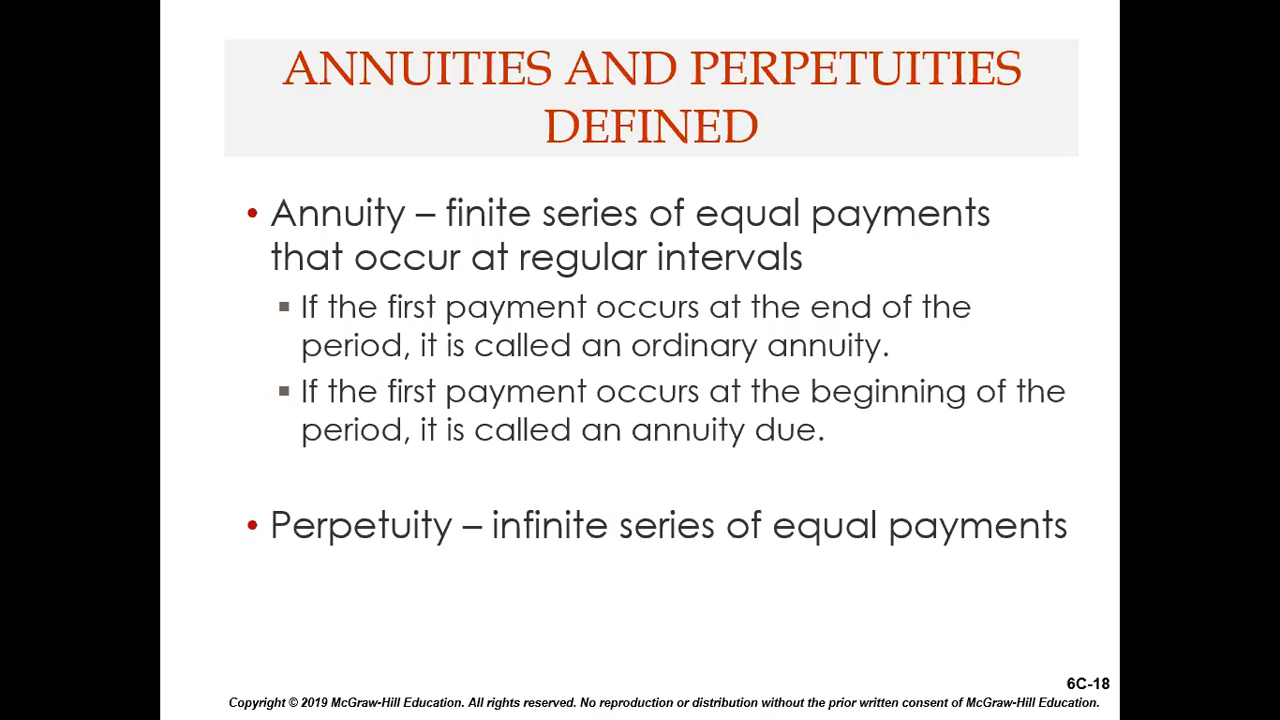 ANNUITIES AND PERPETUITIES
DEFINED
• Annuity – finite series of equal payments
that occur at regular intervals
▪ If the first payment occurs at the end of the
period, it is called an ordinary annuity.
▪ If the first payment occurs at the beginning of the
period, it is called an annuity due.
• Perpetuity – infinite series of equal payments
6C-18
Copyright © 2019 McGraw-Hill Education. All rights reserved. No reproduction or distribution without the prior written consent of McGraw-Hill Education.